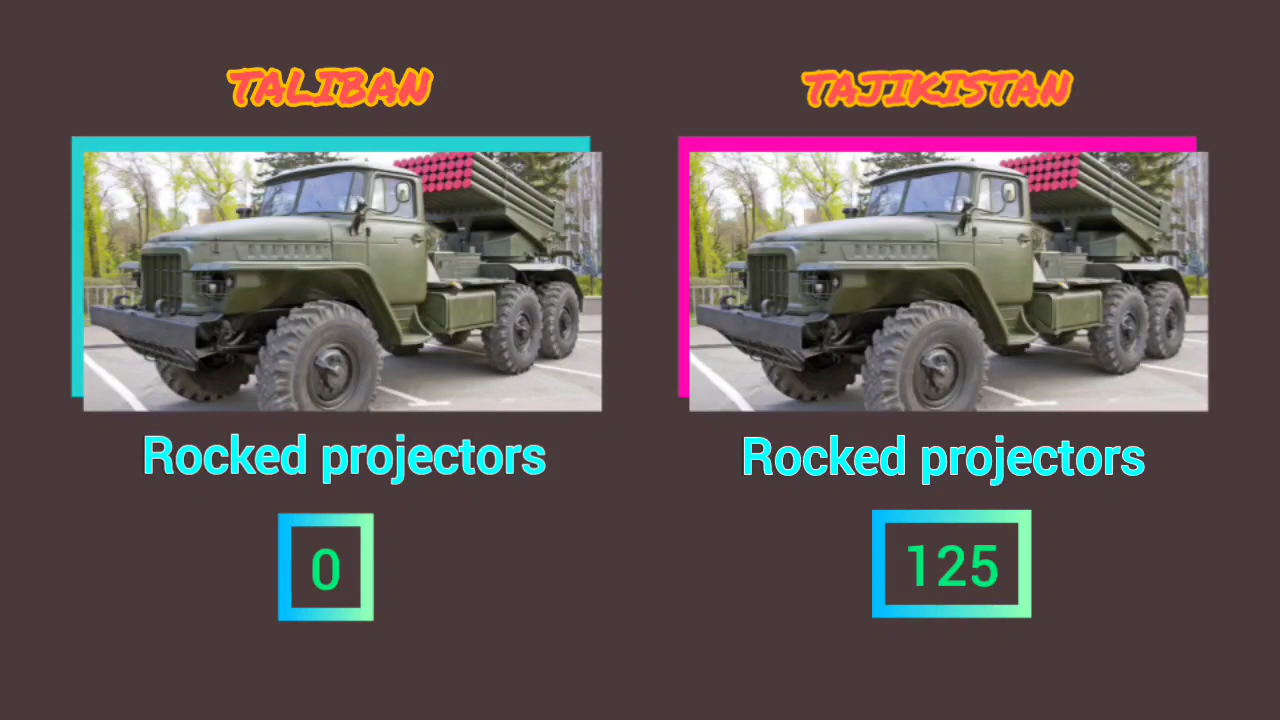 TALIBAN
TAJIKISTAN
Rocked projectors
Rocked projectors
0
125